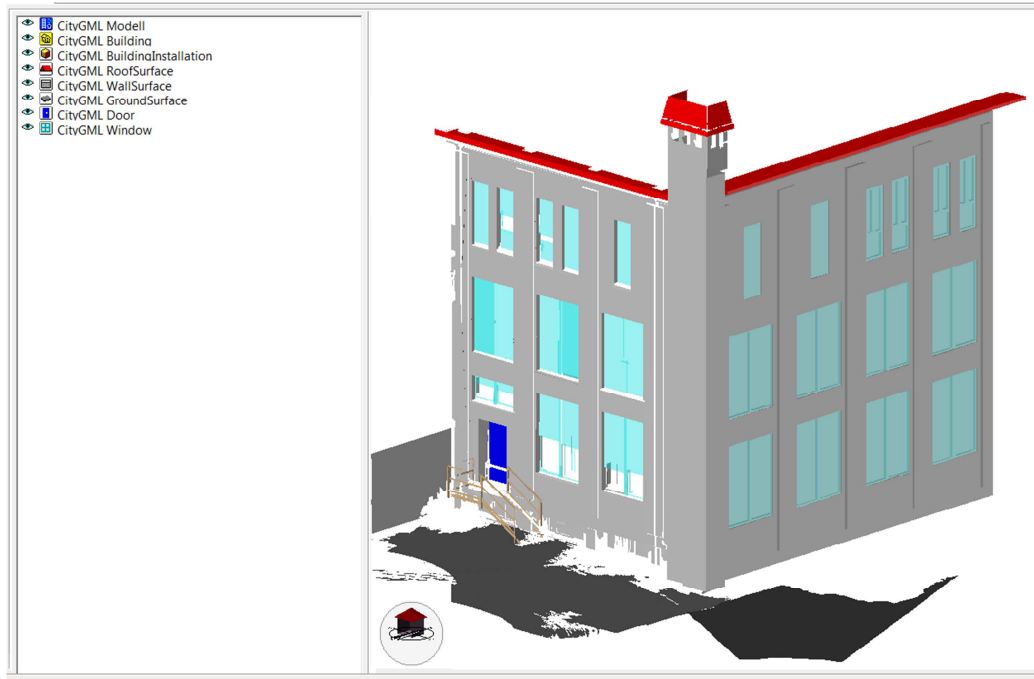 CityGML Modell
CityGML Building
CityGML BuildingInstallation
CityGML RoofSurface
CityGML WallSurface
CityGML GroundSurface
CityGML Door
CityGML Window